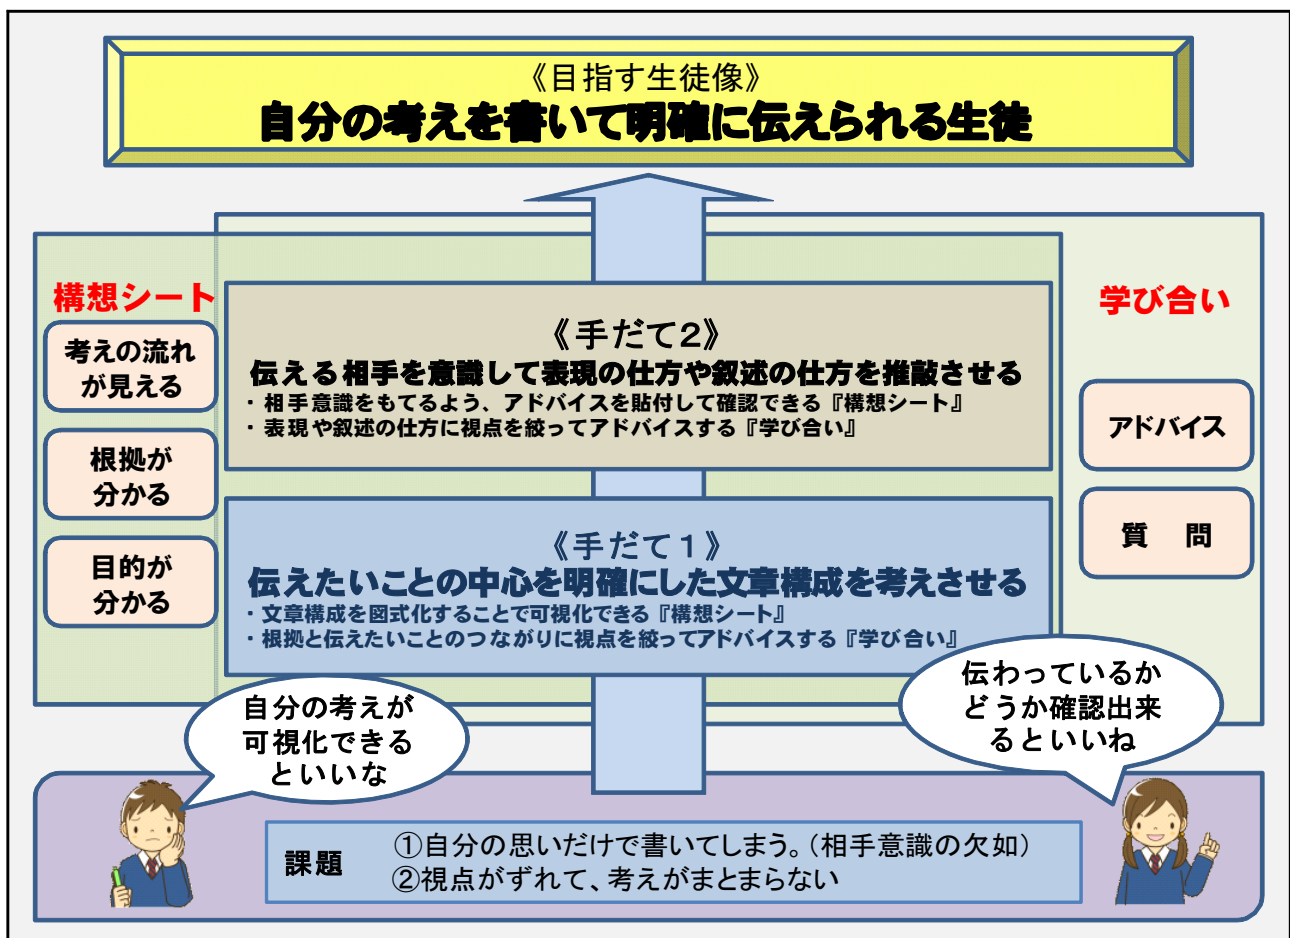 《目指す生徒像》
自分の考えを書いて明確に伝えられる生徒
構想シート
考えの流れ
が見える
根拠が
分かる
目的が
分かる
《手だて2》
伝える相手を意識して表現の仕方や叙述の仕方を推敲させる
・相手意識をもてるよう、アドバイスを貼付して確認できる『構想シート』
・表現や叙述の仕方に視点を絞ってアドバイスする『学び合い』
《手だて1》
伝えたいことの中心を明確にした文章構成を考えさせる
・文章構成を図式化することで可視化できる『構想シート』
・根拠と伝えたいことのつながりに視点を絞ってアドバイスする『学び合い』
学び合い
アドバイス
質　問
自分の考えが
可視化できる
といいな
伝わっているか
どうか確認出来
るといいね
課題
①自分の思いだけで書いてしまう。(相手意識の欠如)
②視点がずれて、考えがまとまらない